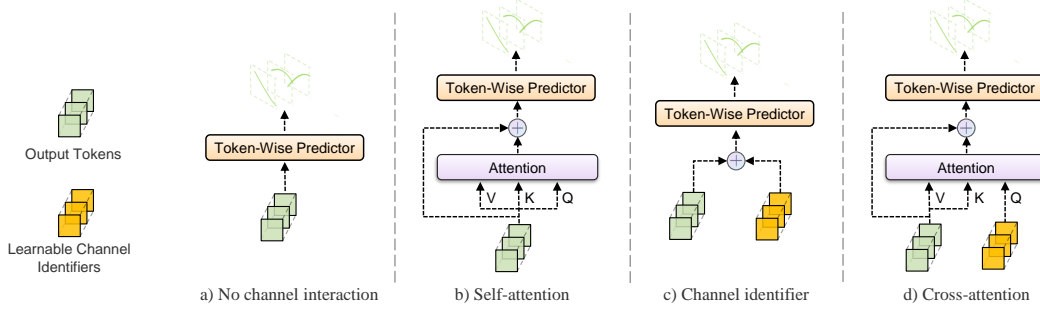 Output Tokens
Learnable Channel
Identifiers
Token-Wise Predictor
a) No channel interaction
Token-Wise Predictor
Attention
V
K
Q
b) Self-attention
Token-Wise Predictor
c) Channel identifier
Token-Wise Predictor
Attention
V
K
Q
d) Cross-attention